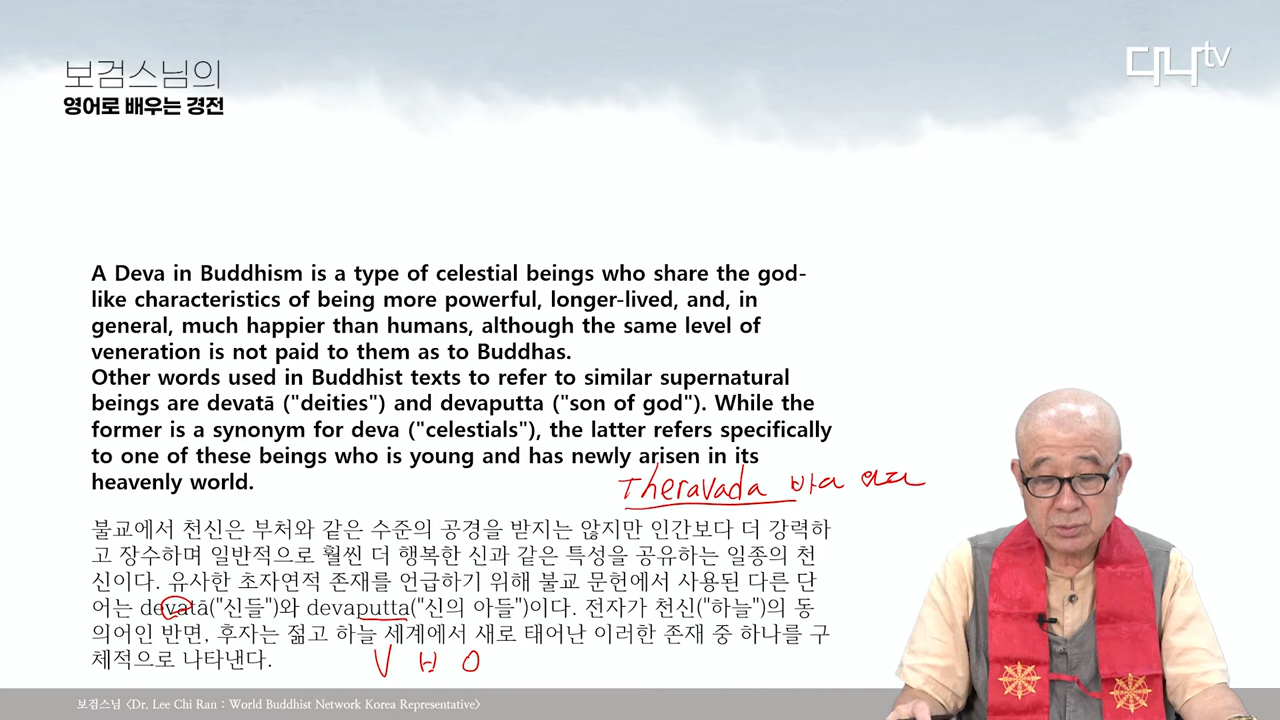 보검스님의
영어로 배우는 경전
tv
A Deva in Buddhism is a type of celestial beings who share the god-
like characteristics of being more powerful, longer-lived, and, in
general, much happier than humans, although the same level of
veneration is not paid to them as to Buddhas.
Other words used in Buddhist texts to refer to similar supernatural
beings are devatā ("deities") and devaputta ("son of god"). While the
former is a synonym for deva ("celestials"), the latter refers specifically
to one of these beings who is young and has newly arisen in its
heavenly world.
Theravada
불교에서 천신은 부처와 같은 수준의 공경을 받지는 않지만 인간보다 더 강력하
고 장수하며 일반적으로 훨씬 더 행복한 신과 같은 특성을 공유하는 일종의 천
신이다. 유사한 초자연적 존재를 언급하기 위해 불교 문헌에서 사용된 다른 단
어는 devatā("신들")와 devaputta("신의 아들")이다. 전자가 천신("하늘")의 동
의어인 반면, 후자는 젊고 하늘 세계에서 새로 태어난 이러한 존재 중 하나를 구
체적으로 나타낸다.
V ㅂ O
보검스님 <Dr. Lee Chi Ran : World Buddhist Network Korea Representative>